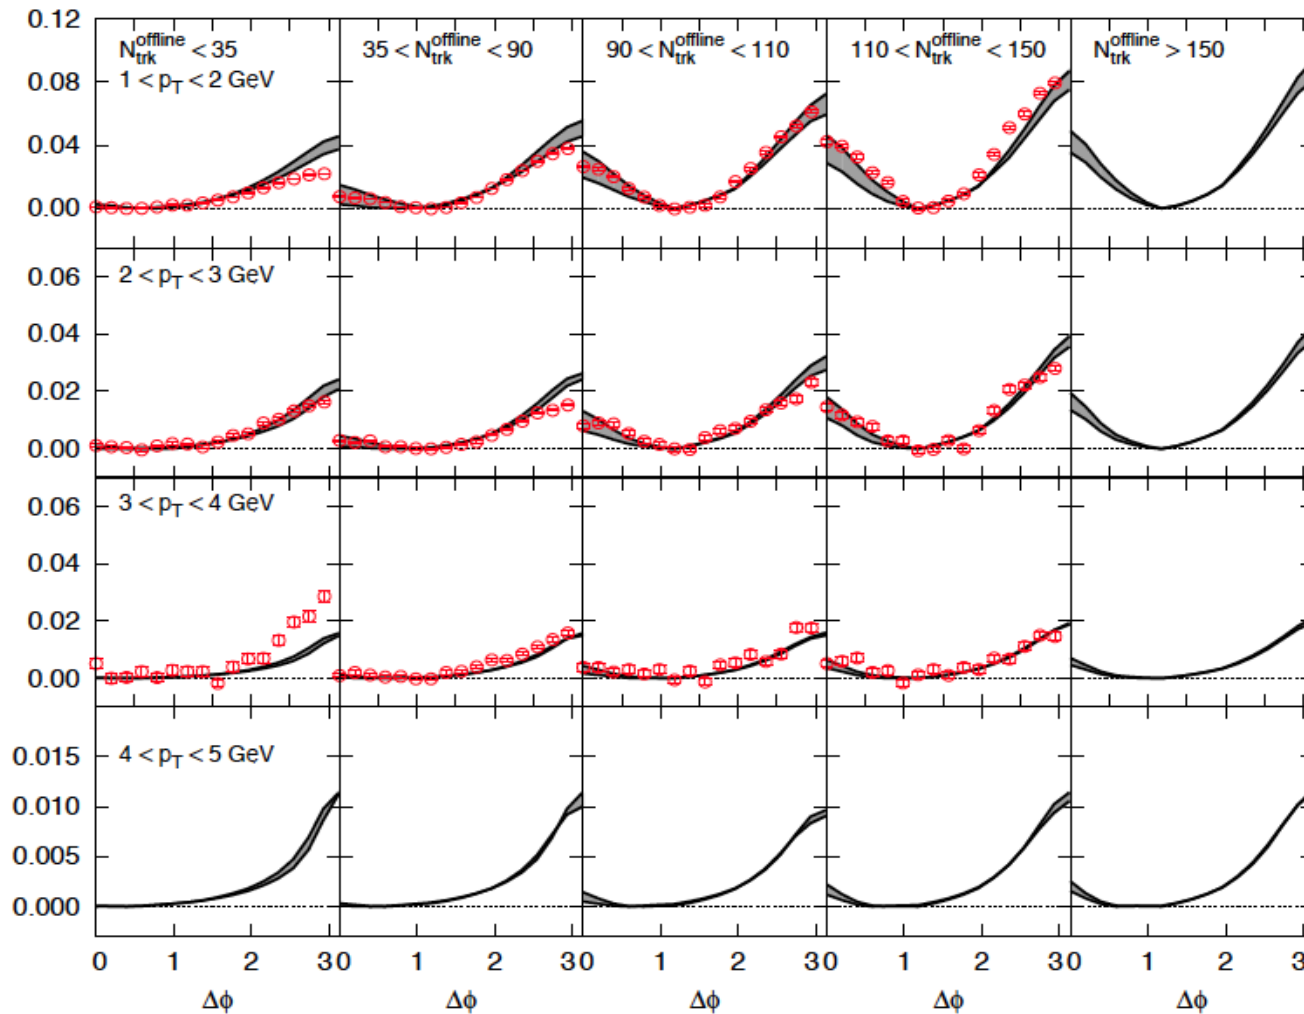 0.12
N_trk^offline < 35
35 < N_trk^offline < 90
90 < N_trk^offline < 110
110 < N_trk^offline < 150
N_trk^offline > 150
1 < p_T < 2 GeV
0.08
0.04
0.00
0.06
2 < p_T < 3 GeV
0.04
0.02
0.00
0.06
3 < p_T < 4 GeV
0.04
0.02
0.00
0.015
4 < p_T < 5 GeV
0.010
0.005
0.000
0 1 2 3 0 1 2 3 0 1 2 3 0 1 2 3 0 1 2 3
Δϕ Δϕ Δϕ Δϕ Δϕ